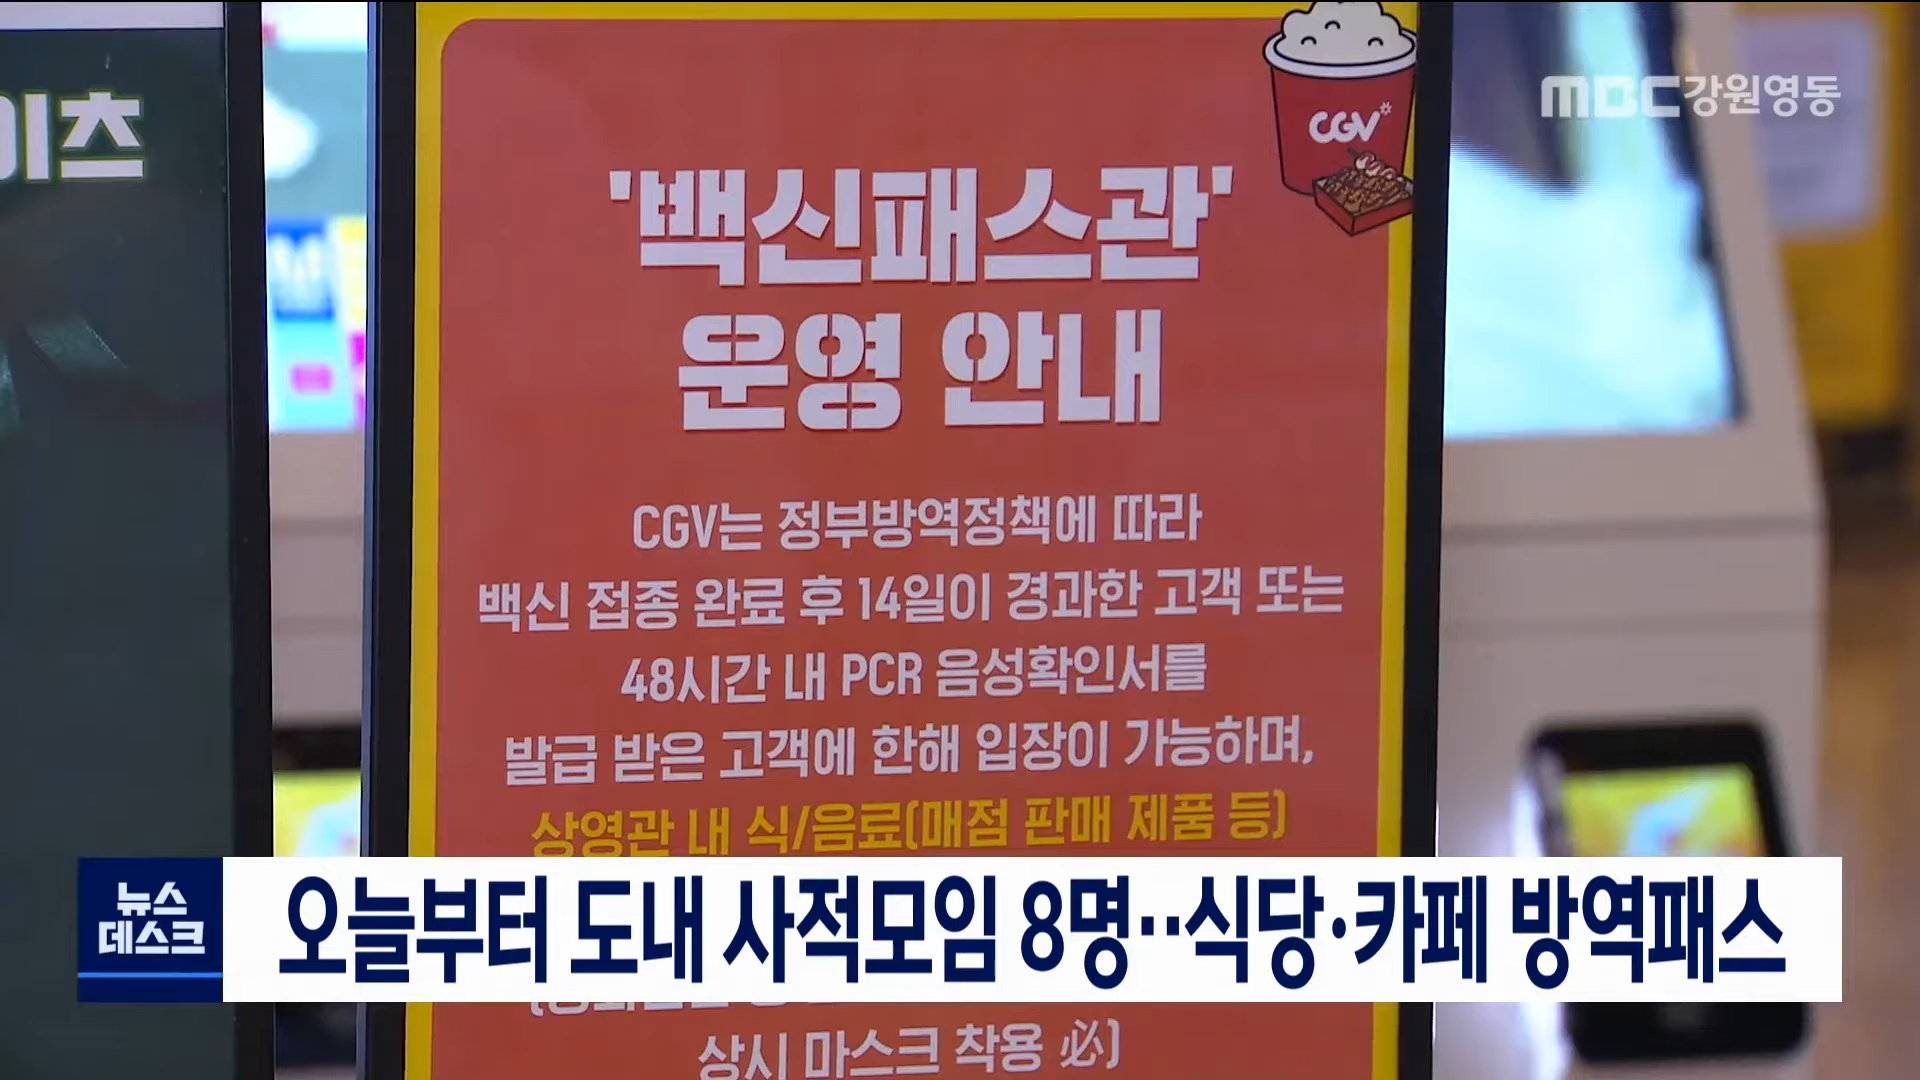 이츠
MBC강원영동
CGV
'백신패스관'
운영 안내
CGV는 정부방역정책에 따라
백신 접종 완료 후 14일이 경과한 고객 또는
48시간 내 PCR 음성확인서를
발급 받은 고객에 한해 입장이 가능하며,
상영관 내 식/음료(매점 판매 제품 등)
뉴스
데스크
오늘부터 도내 사적모임 8명··식당·카페 방역패스
상시 마스크 착용 必)